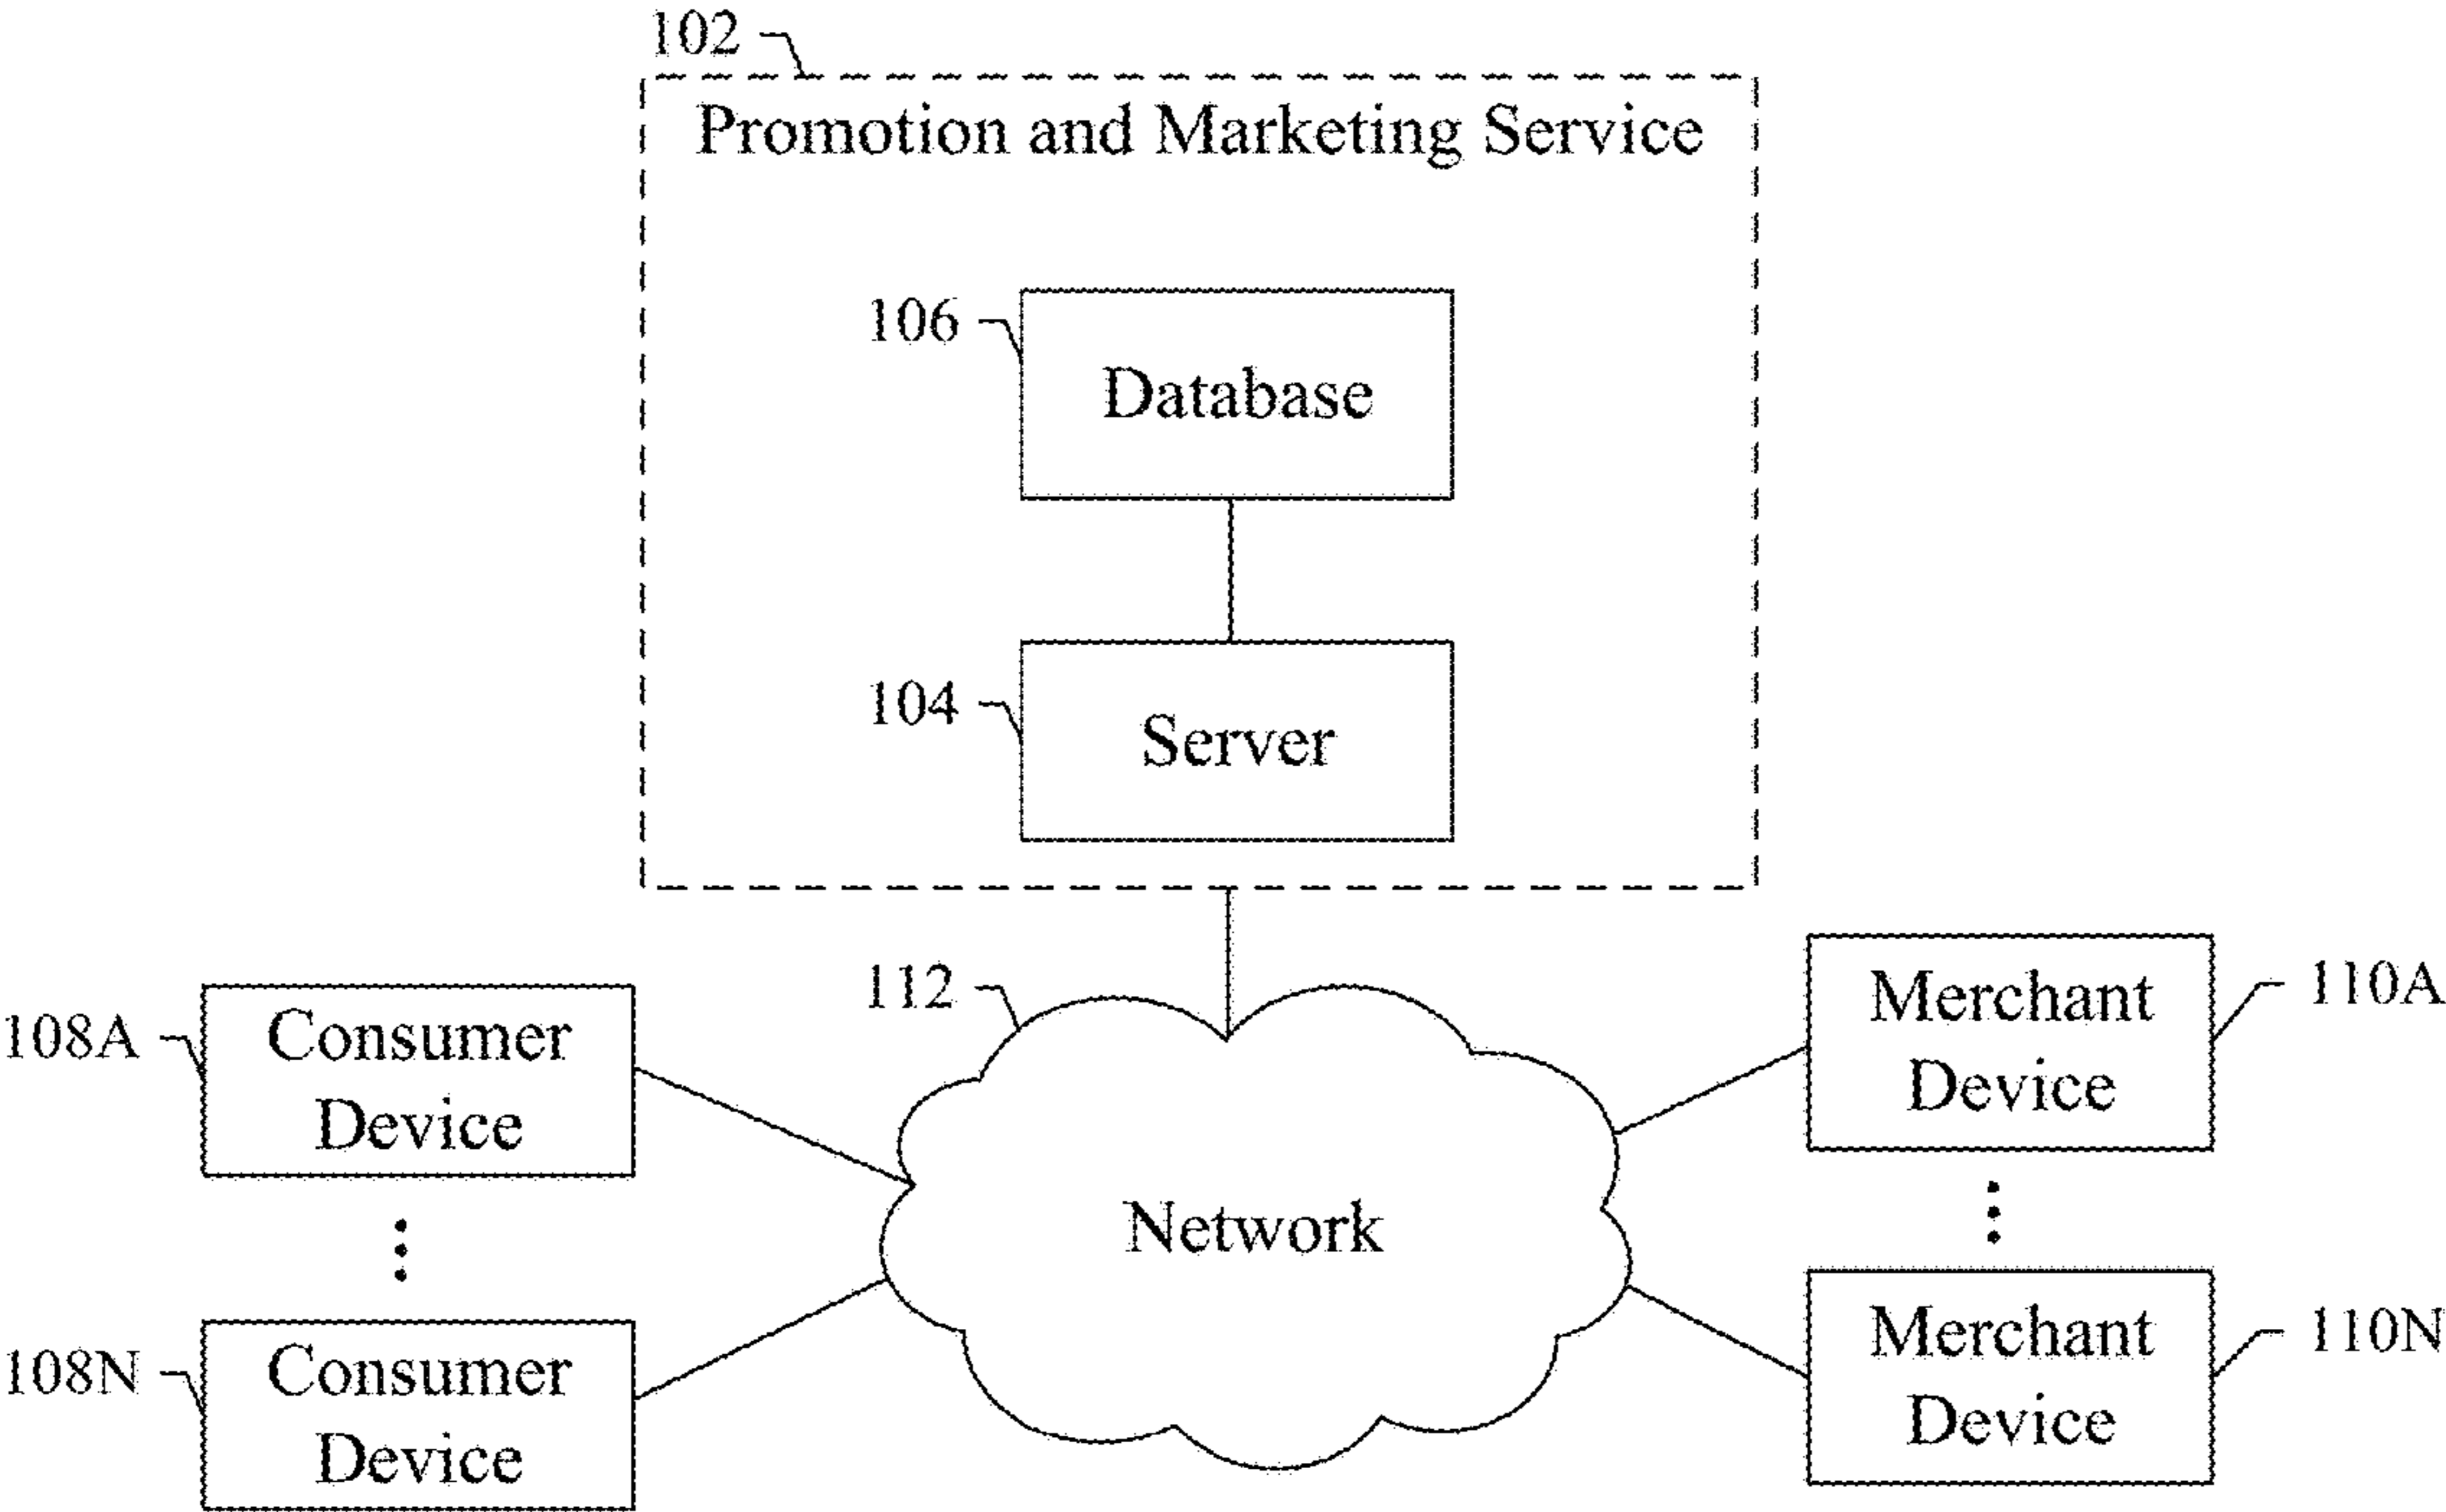 102
Promotion and Marketing Service
106
Database
104
Server
112
108A
Consumer
Device
108N
Consumer
Device
Network
Merchant
Device
110A
Merchant
Device
110N